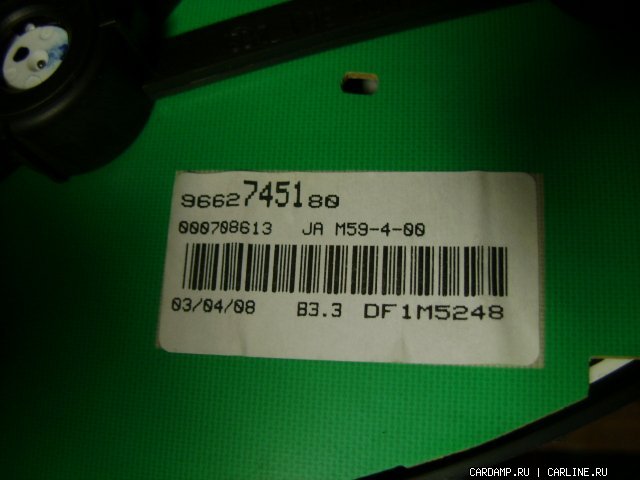 9662745180
000708613 JA M59-4-00
03/04/08 B3.3 DF1M5248
CARDAMP.RU | CARLINE.RU